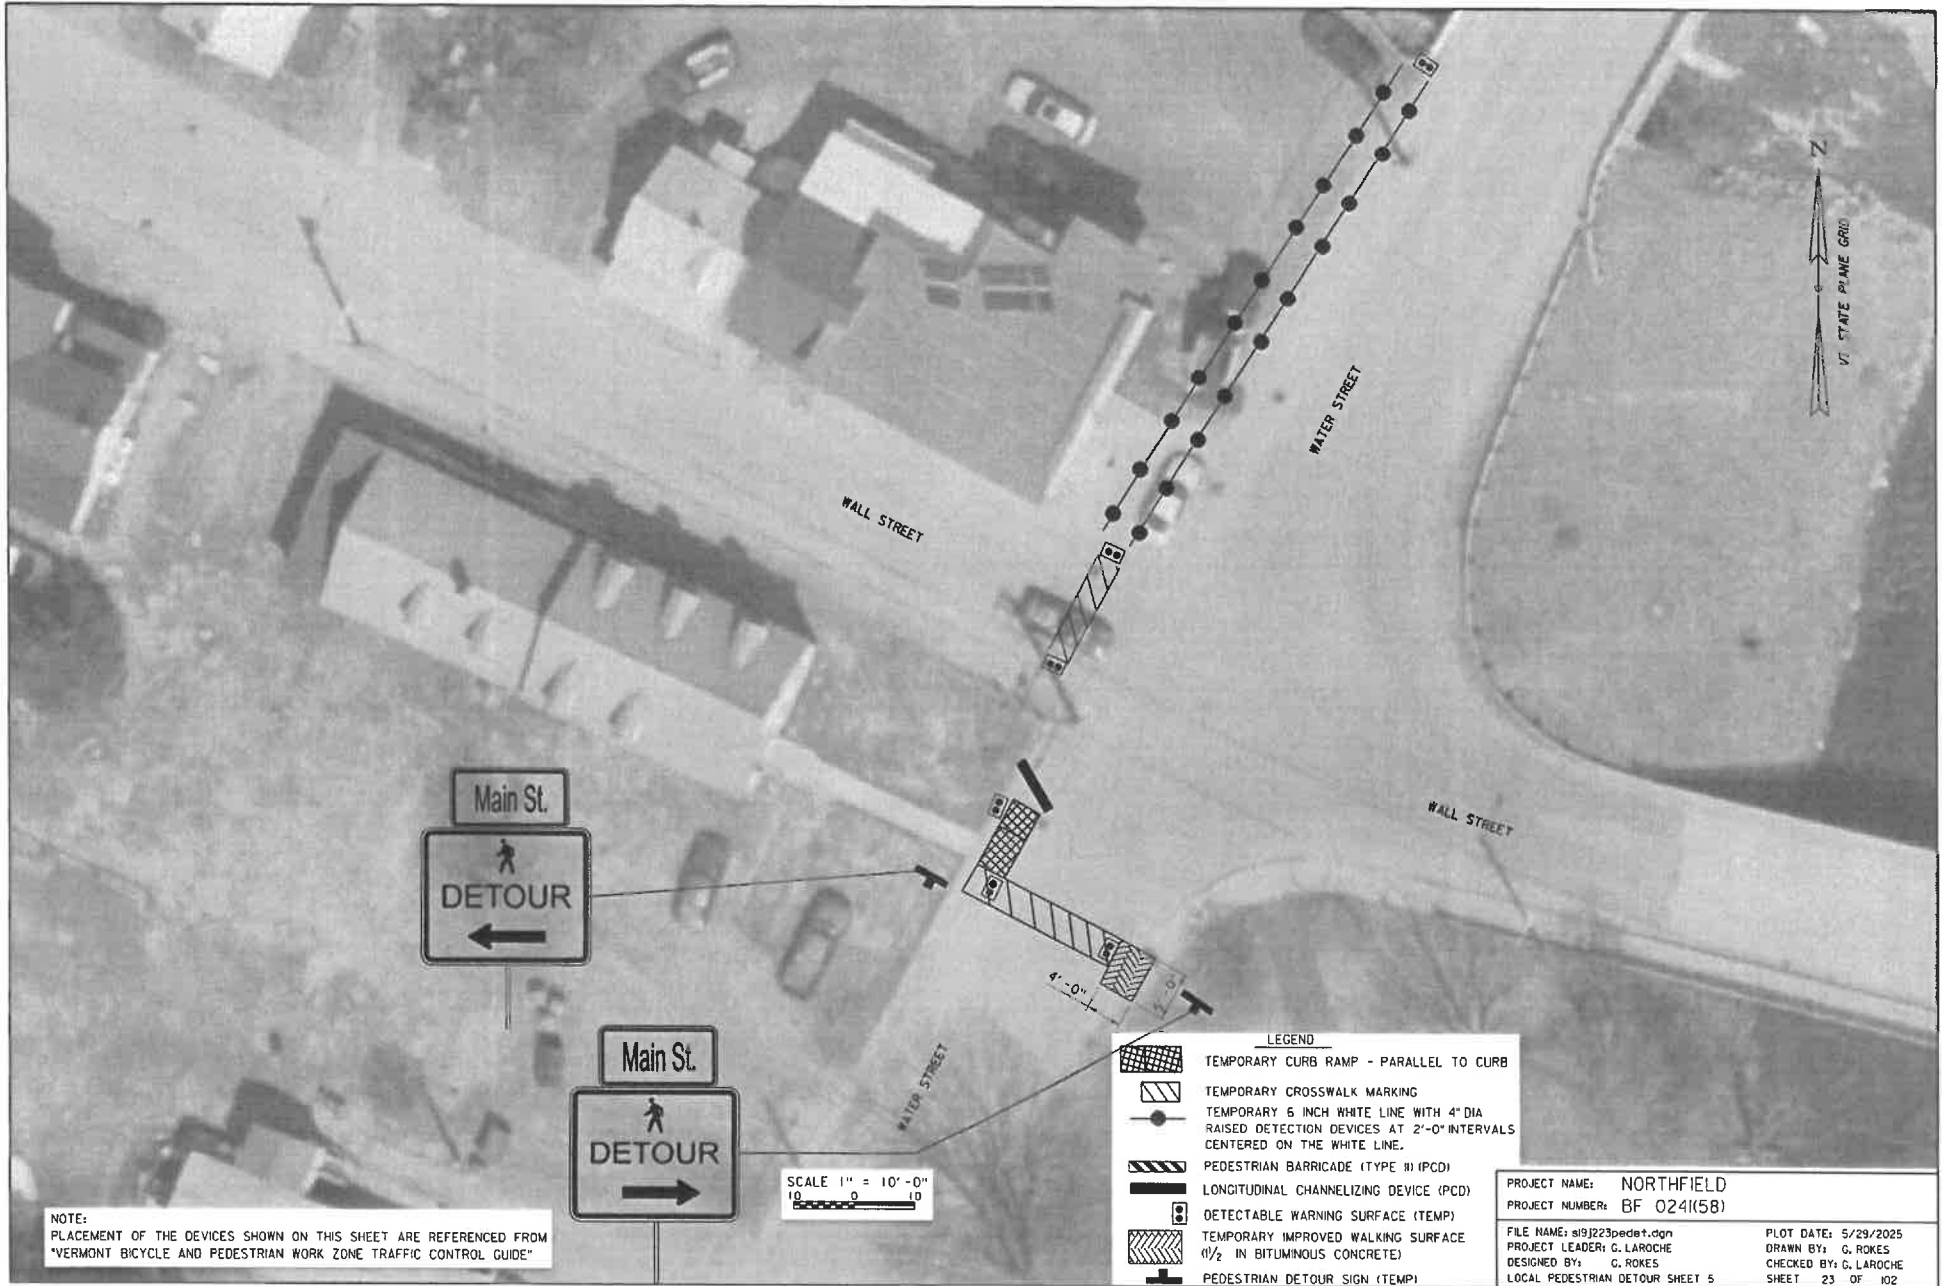 N
VT STATE PLANE GRID
WATER STREET
WALL STREET
WALL STREET
Main St.
DETOUR
4'-0"
Main St.
DETOUR
WATER STREET
SCALE 1" = 10'-0"
10 0 10
NOTE:
PLACEMENT OF THE DEVICES SHOWN ON THIS SHEET ARE REFERENCED FROM
"VERMONT BICYCLE AND PEDESTRIAN WORK ZONE TRAFFIC CONTROL GUIDE"
LEGEND
TEMPORARY CURB RAMP - PARALLEL TO CURB
TEMPORARY CROSSWALK MARKING
TEMPORARY 6 INCH WHITE LINE WITH 4" DIA
RAISED DETECTION DEVICES AT 2'-0" INTERVALS
CENTERED ON THE WHITE LINE.
PEDESTRIAN BARRICADE (TYPE II) (PCD)
LONGITUDINAL CHANNELIZING DEVICE (PCD)
DETECTABLE WARNING SURFACE (TEMP)
TEMPORARY IMPROVED WALKING SURFACE
(1 1/2 IN BITUMINOUS CONCRETE)
PEDESTRIAN DETOUR SIGN (TEMP)
PROJECT NAME: NORTHFIELD
PROJECT NUMBER: BF 0241(58)
FILE NAME: s19j223pedet.dgn PLOT DATE: 5/29/2025
PROJECT LEADER: G. LAROCHE DRAWN BY: G. ROKES
DESIGNED BY: G. ROKES CHECKED BY: G. LAROCHE
LOCAL PEDESTRIAN DETOUR SHEET 5 SHEET 23 OF 102